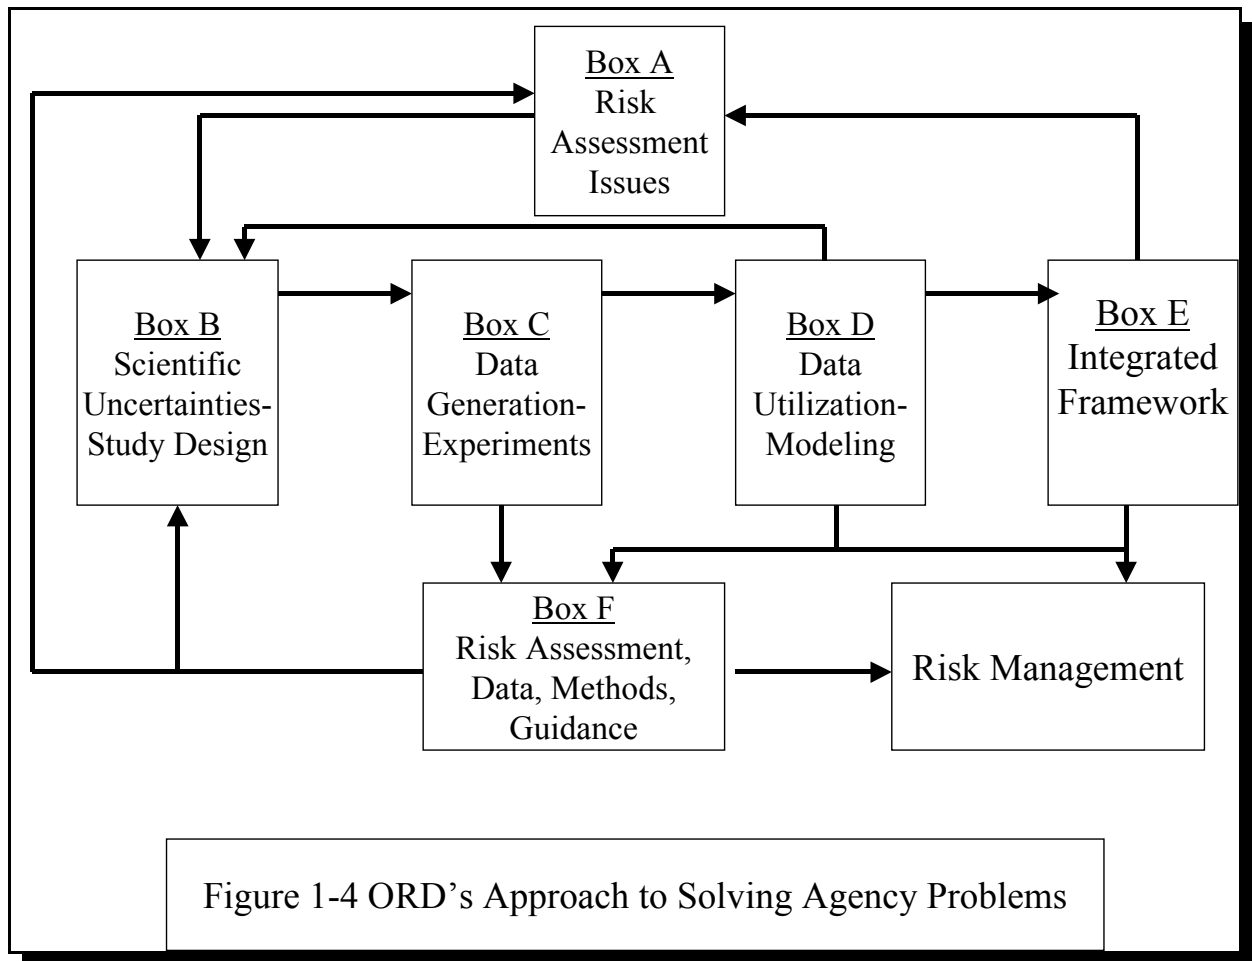 Box A
Risk
Assessment
Issues
Box B
Scientific
Uncertainties-
Study Design
Box C
Data
Generation-
Experiments
Box D
Data
Utilization-
Modeling
Box E
Integrated
Framework
Box F
Risk Assessment,
Data, Methods,
Guidance
Risk Management
Figure 1-4 ORD’s Approach to Solving Agency Problems